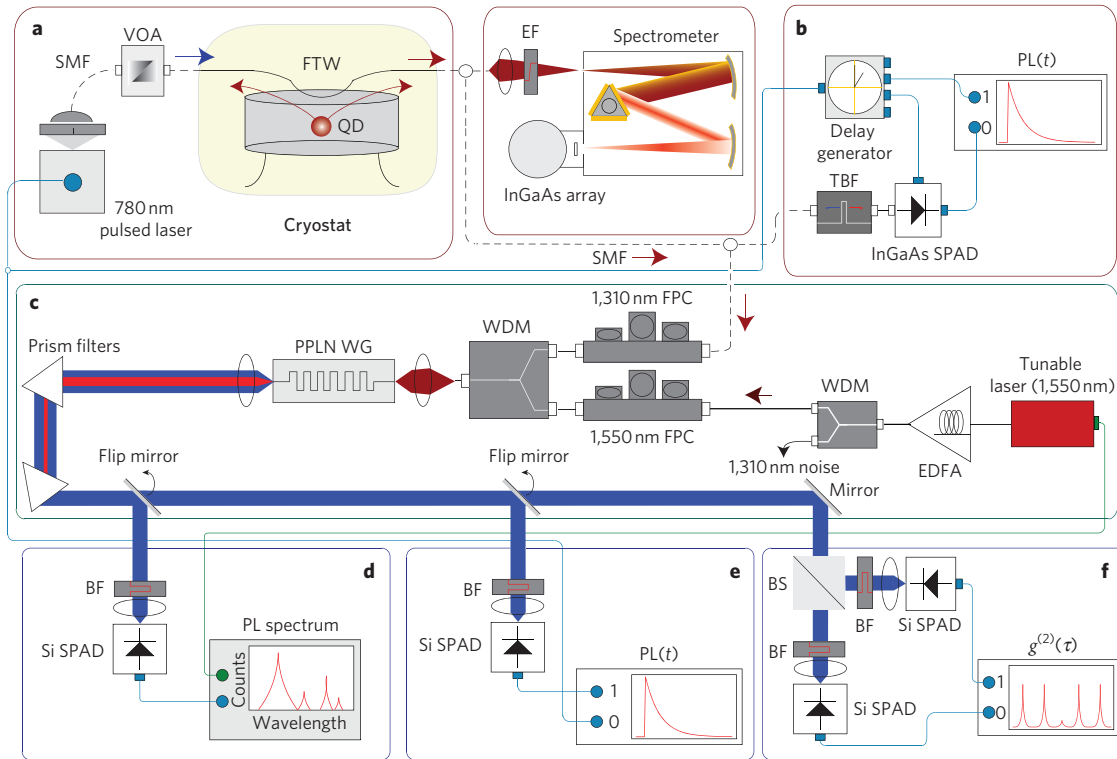 a
VOA
SMF
FTW
QD
780 nm
pulsed laser
Cryostat
EF
Spectrometer
InGaAs array
SMF
b
PL(t)
1
0
Delay
generator
TBF
InGaAs SPAD
c
1,310 nm FPC
WDM
PPLN WG
Prism filters
1,550 nm FPC
WDM
Tunable
laser (1,550 nm)
EDFA
1,310 nm noise
Flip mirror
Flip mirror
Mirror
d
BF
Si SPAD
PL spectrum
Counts
Wavelength
e
BF
Si SPAD
PL(t)
1
0
f
BS
BF
Si SPAD
BF
Si SPAD
g(2)(τ)
1
0